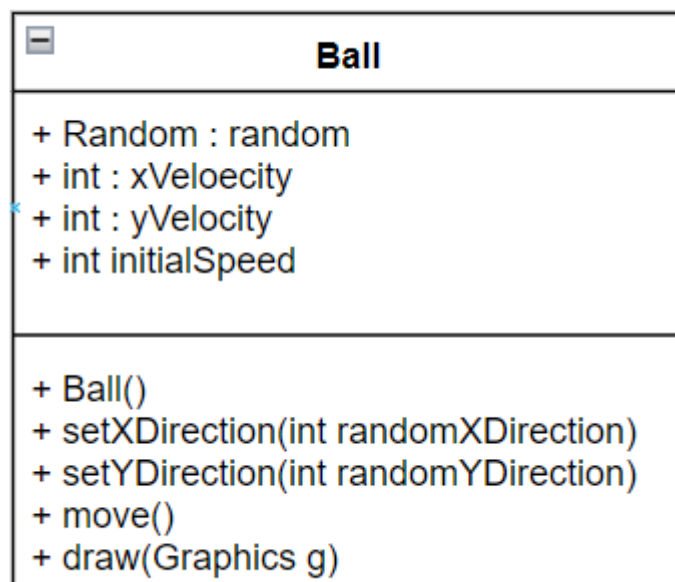 Ball
+ Random : random
+ int : xVeloecity
+ int : yVelocity
+ int initialSpeed
+ Ball()
+ setXDirection(int randomXDirection)
+ setYDirection(int randomYDirection)
+ move()
+ draw(Graphics g)